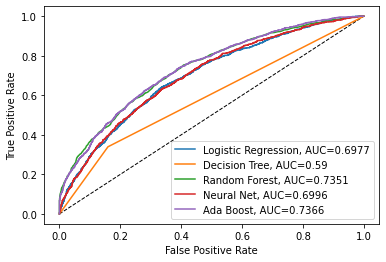 1.0
0.8
0.6
0.4
0.2
0.0
True Positive Rate
Logistic Regression, AUC=0.6977
Decision Tree, AUC=0.59
Random Forest, AUC=0.7351
Neural Net, AUC=0.6996
Ada Boost, AUC=0.7366
0.0 0.2 0.4 0.6 0.8 1.0
False Positive Rate